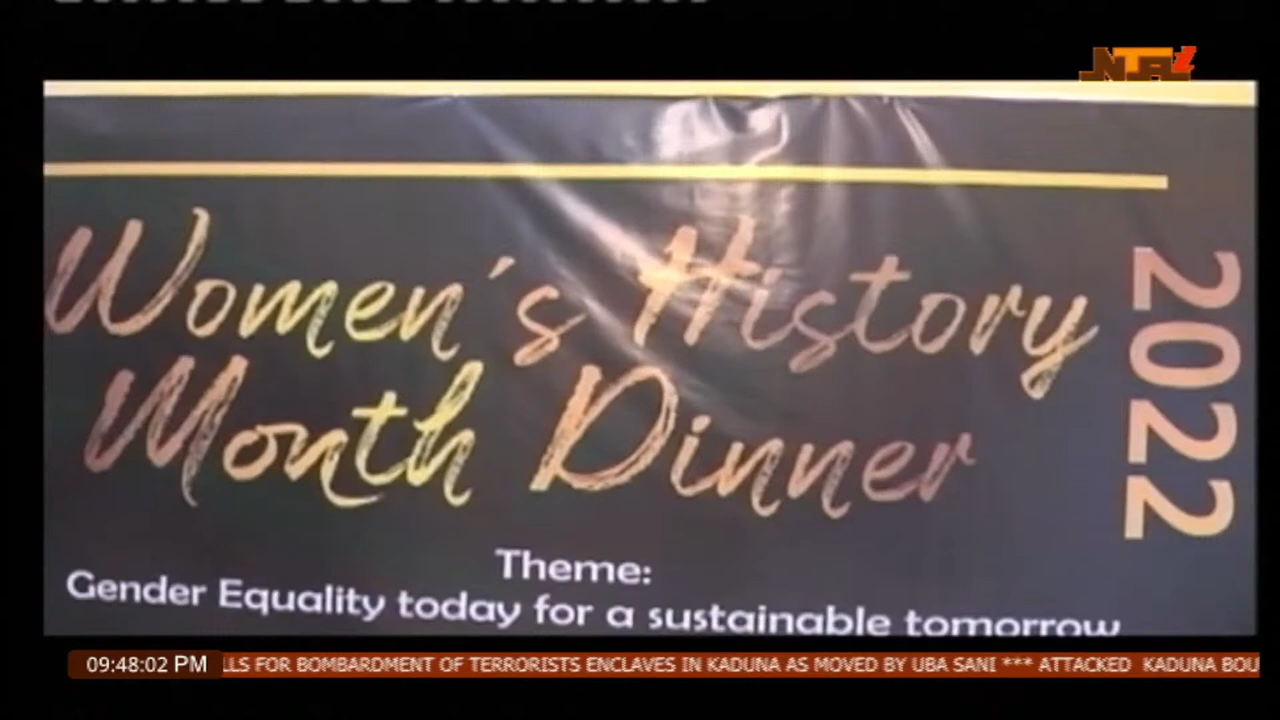 NTAi
Women's History
Month Dinner
2022
Theme:
Gender Equality today for a sustainable tomorrow
09:48:02 PM
LLS FOR BOMBARDMENT OF TERRORISTS ENCLAVES IN KADUNA AS MOVED BY UBA SANI *** ATTACKED KADUNA BOU